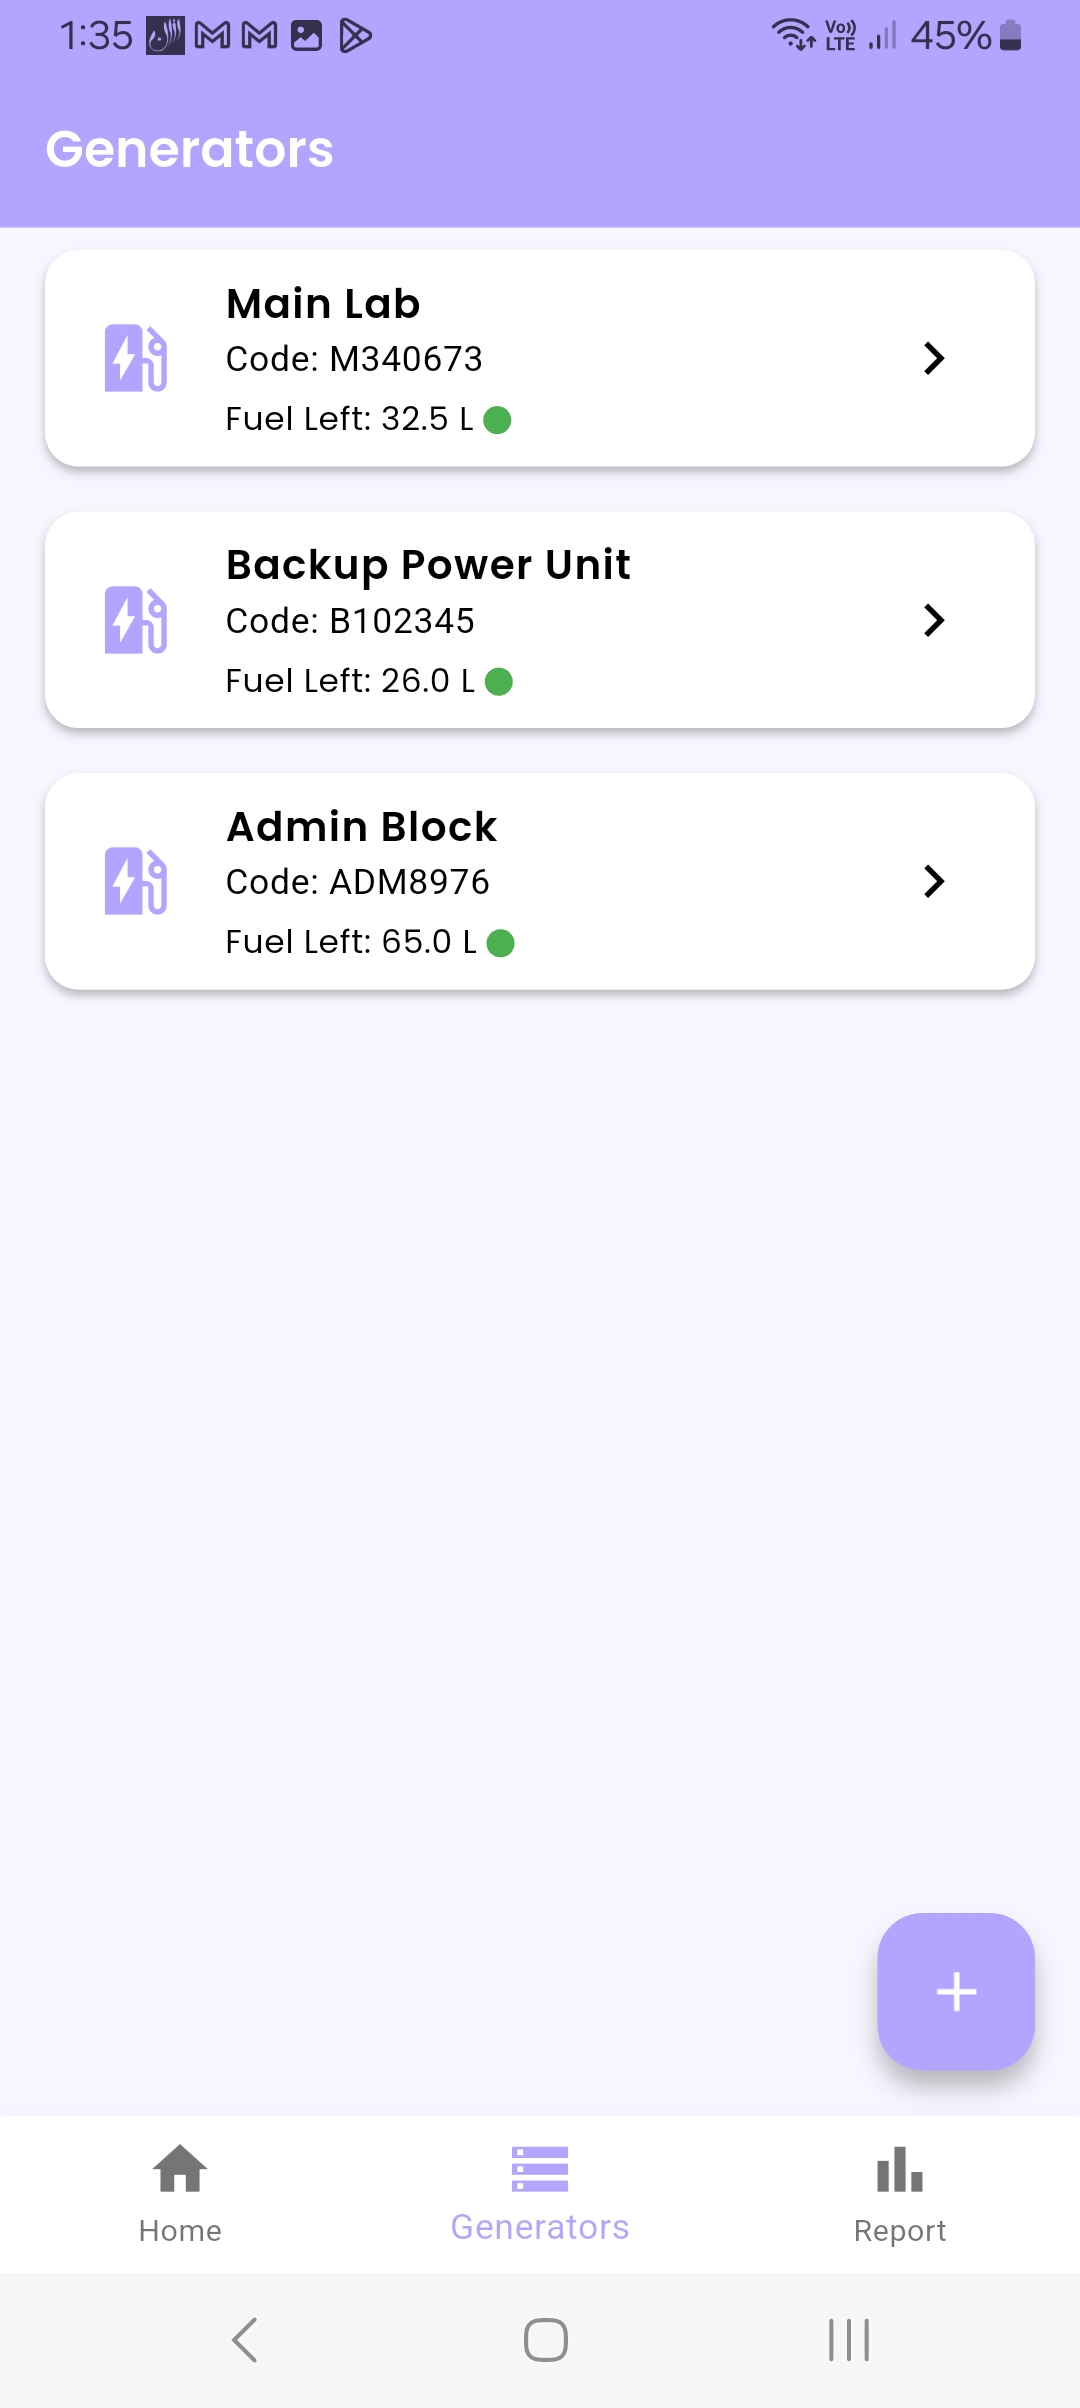 1:35 Vo)) LTE 45%
Generators
Main Lab
Code: M340673
Fuel Left: 32.5 L
Backup Power Unit
Code: B102345
Fuel Left: 26.0 L
Admin Block
Code: ADM8976
Fuel Left: 65.0 L
Home Generators Report